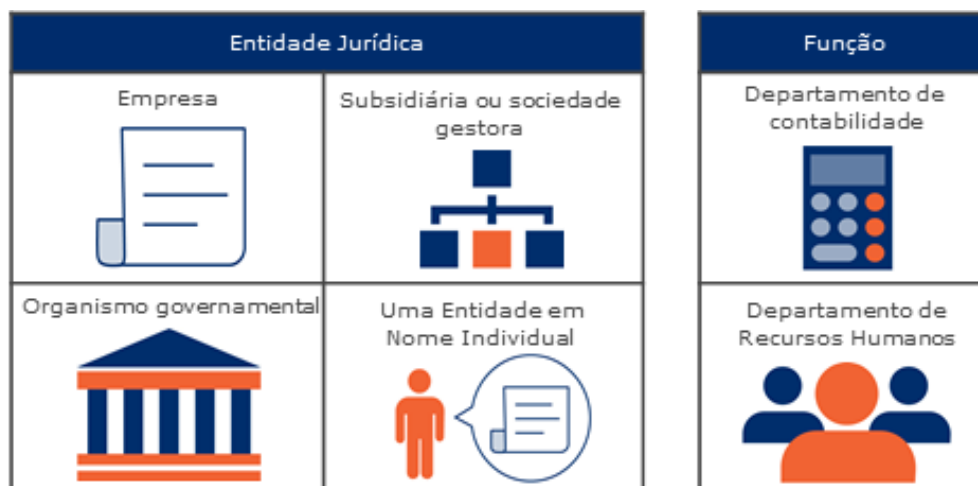 Entidade Jurídica
Empresa
Subsidiária ou sociedade
gestora
Organismo governamental
Uma Entidade em
Nome Individual
Função
Departamento de
contabilidade
Departamento de
Recursos Humanos